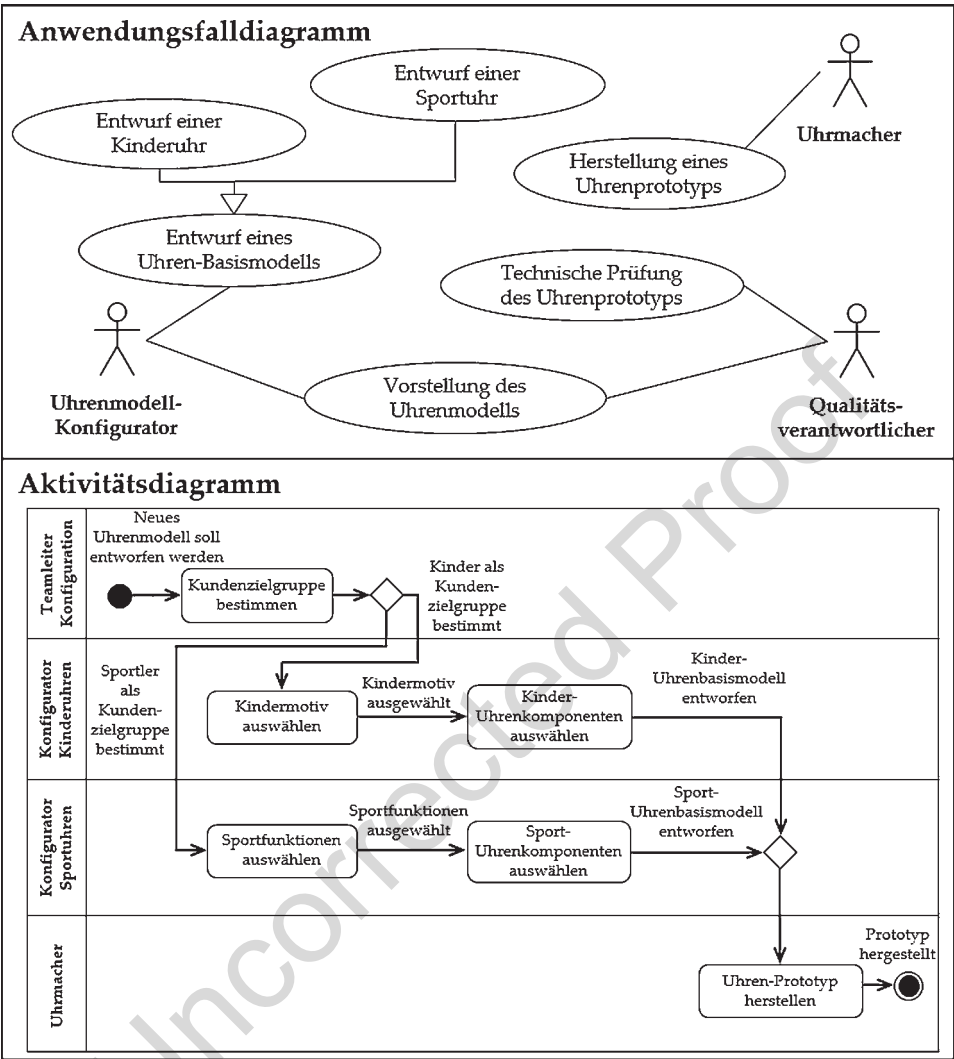 Anwendungsfalldiagramm
Entwurf einer
Sportuhr
Entwurf einer
Kinderuhr
Uhrmacher
Herstellung eines
Uhrenprototyps
Entwurf eines
Uhren-Basismodells
Technische Prüfung
des Uhrenprototyps
Uhrenmodell-
Konfigurator
Vorstellung des
Uhrenmodells
Qualitäts-
verantwortlicher
Aktivitätsdiagramm
Teamleiter
Konfiguration
Neues
Uhrenmodell soll
entworfen werden
Kundenzielgruppe
bestimmen
Kinder als
Kunden-
zielgruppe
bestimmt
Konfigurator
Kinderuhren
Sportler
als
Kunden-
zielgruppe
bestimmt
Kindermotiv
auswählen
Kindermotiv
ausgewählt
Kinder-
Uhrenkomponenten
auswählen
Kinder-
Uhrenbasismodell
entworfen
Konfigurator
Sportuhren
Sportfunktionen
auswählen
Sportfunktionen
ausgewählt
Sport-
Uhrenkomponenten
auswählen
Sport-
Uhrenbasismodell
entworfen
Uhrmacher
Uhren-Prototyp
herstellen
Prototyp
hergestellt
Incorrected Proof